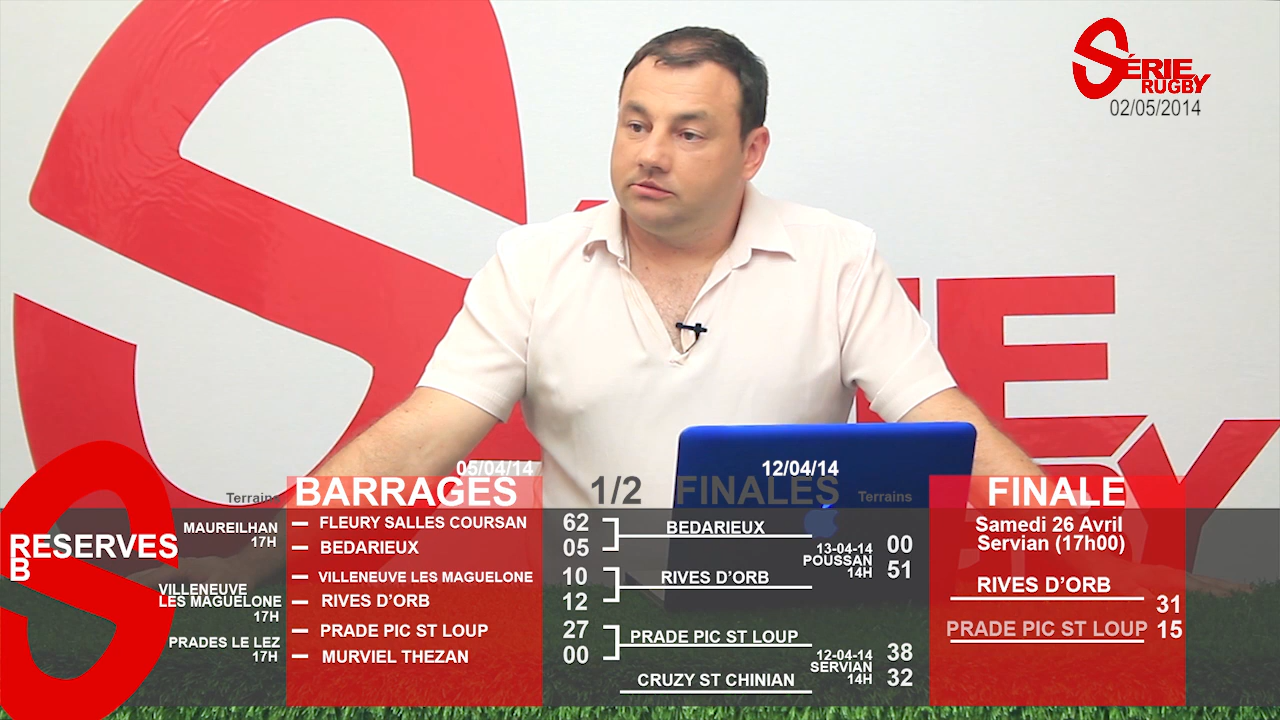 SÉRIE
RUGBY
02/05/2014
05/04/14
12/04/14
Terrains
BARRAGES
1/2 FINALES
Terrains
FINALE
RESERVES
B
MAUREILHAN
17H
FLEURY SALLES COURSAN 62
BEDARIEUX 05
VILLENEUVE
LES MAGUELONE
17H
VILLENEUVE LES MAGUELONE 10
RIVES D'ORB 12
PRADES LE LEZ
17H
PRADE PIC ST LOUP 27
MURVIEL THEZAN 00
BEDARIEUX 00
13-04-14
POUSSAN
14H
RIVES D'ORB 51
PRADE PIC ST LOUP 38
12-04-14
SERVIAN
14H
CRUZY ST CHINIAN 32
Samedi 26 Avril
Servian (17h00)
RIVES D'ORB 31
PRADE PIC ST LOUP 15